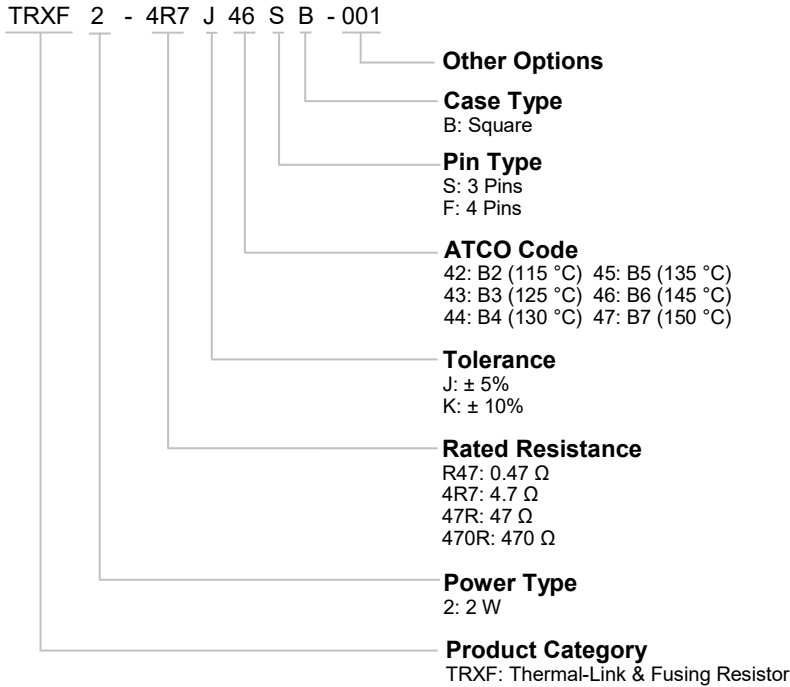 TRXF 2 - 4R7 J 46 S B - 001
Other Options
Case Type
B: Square
Pin Type
S: 3 Pins
F: 4 Pins
ATCO Code
42: B2 (115 °C) 45: B5 (135 °C)
43: B3 (125 °C) 46: B6 (145 °C)
44: B4 (130 °C) 47: B7 (150 °C)
Tolerance
J: ± 5%
K: ± 10%
Rated Resistance
R47: 0.47 Ω
4R7: 4.7 Ω
47R: 47 Ω
470R: 470 Ω
Power Type
2: 2 W
Product Category
TRXF: Thermal-Link & Fusing Resistor